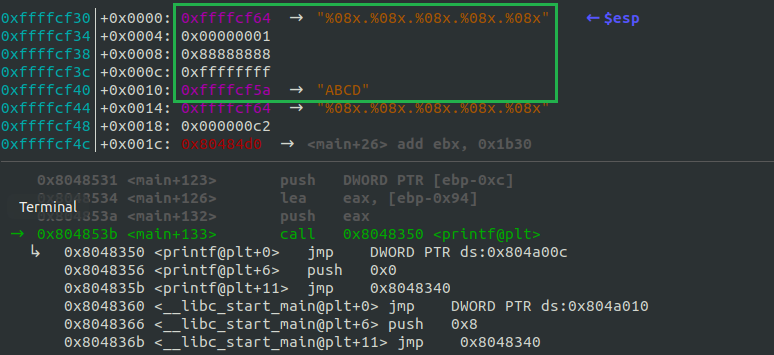 0xffffcf30│+0x0000: 0xffffcf64  →  "%08x.%08x.%08x.%08x.%08x"    ← $esp
0xffffcf34│+0x0004: 0x00000001
0xffffcf38│+0x0008: 0x88888888
0xffffcf3c│+0x000c: 0xffffffff
0xffffcf40│+0x0010: 0xffffcf5a  →  "ABCD"
0xffffcf44│+0x0014: 0xffffcf64  →  "%08x.%08x.%08x.%08x.%08x"
0xffffcf48│+0x0018: 0x000000c2
0xffffcf4c│+0x001c: 0x80484d0  →  <main+26> add ebx, 0x1b30
0x8048531 <main+123>       push   DWORD PTR [ebp-0xc]
0x8048534 <main+126>       lea    eax, [ebp-0x94]
Terminal
0x804853a <main+132>       push   eax
→  0x804853b <main+133>       call   0x8048350 <printf@plt>
↳   0x8048350 <printf@plt+0>   jmp    DWORD PTR ds:0x804a00c
0x8048356 <printf@plt+6>   push   0x0
0x804835b <printf@plt+11>  jmp    0x8048340
0x8048360 <__libc_start_main@plt+0> jmp    DWORD PTR ds:0x804a010
0x8048366 <__libc_start_main@plt+6> push   0x8
0x804836b <__libc_start_main@plt+11> jmp    0x8048340